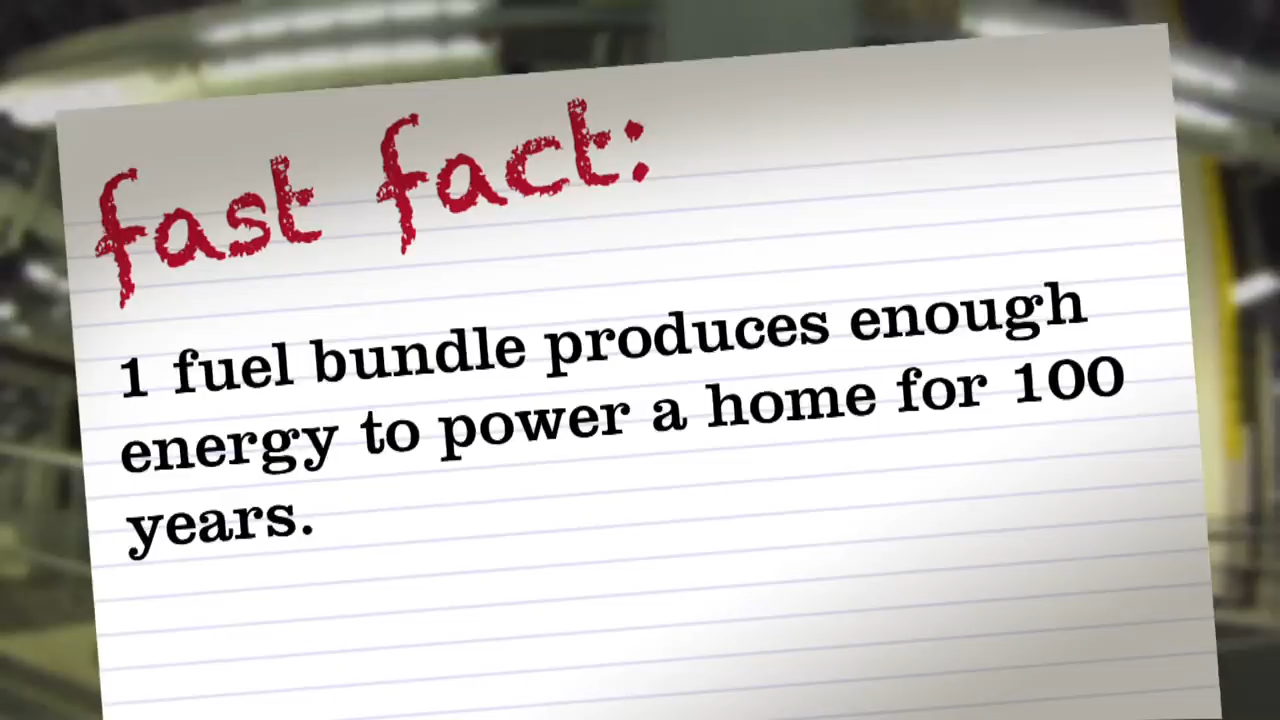 fast fact:
1 fuel bundle produces enough
energy to power a home for 100
years.